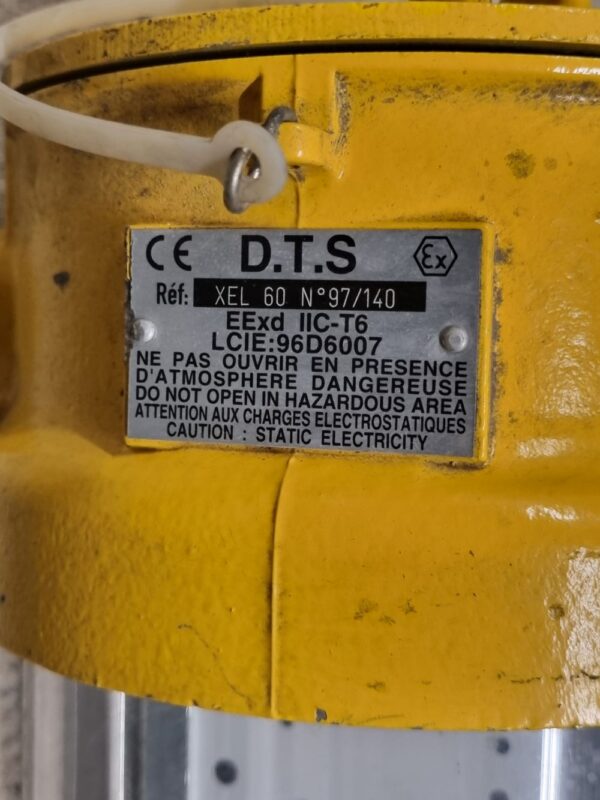 CE D.T.S Ex
Réf: XEL 60 N°97/140
EExd IIC-T6
LCIE:96D6007
NE PAS OUVRIR EN PRESENCE
D'ATMOSPHERE DANGEREUSE
DO NOT OPEN IN HAZARDOUS AREA
ATTENTION AUX CHARGES ELECTROSTATIQUES
CAUTION : STATIC ELECTRICITY